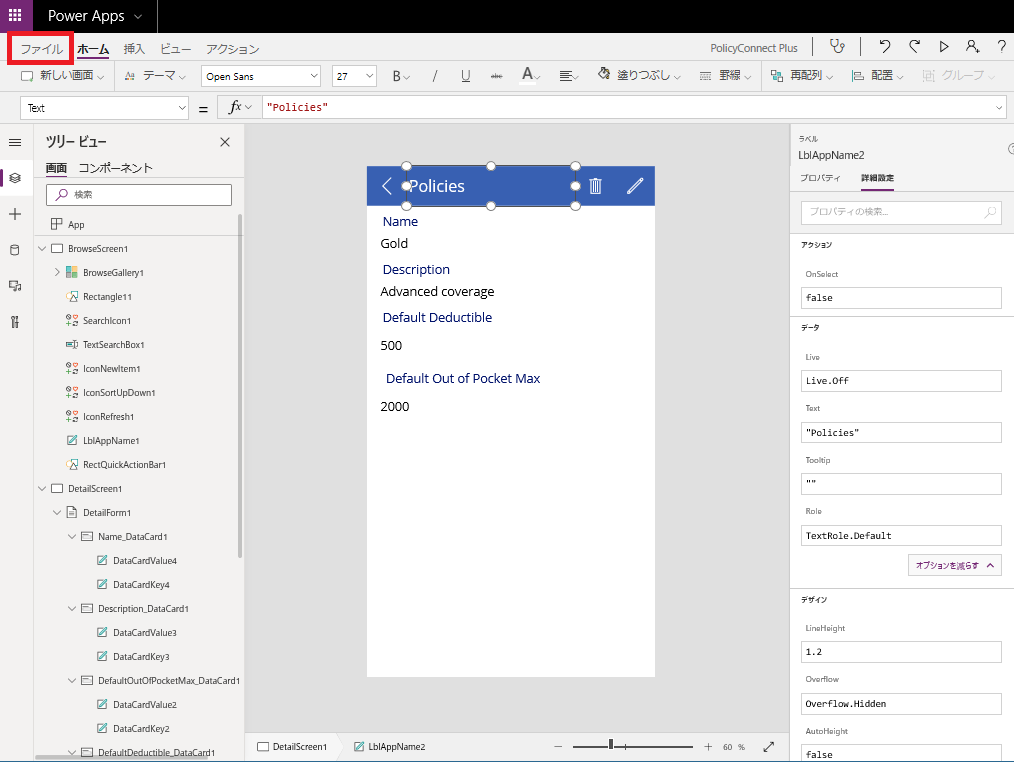 Power Apps
ファイル ホーム 挿入 ビュー アクション PolicyConnect Plus ?
新しい画面 テーマ Open Sans 27 B / U abc A 塗りつぶし 罫線 再配列 配置 グループ
Text = fx "Policies"
ツリー ビュー
画面 コンポーネント
検索
App
BrowseScreen1
BrowseGallery1
Rectangle11
SearchIcon1
TextSearchBox1
IconNewItem1
IconSortUpDown1
IconRefresh1
LblAppName1
RectQuickActionBar1
DetailScreen1
DetailForm1
Name_DataCard1
DataCardValue4
DataCardKey4
Description_DataCard1
DataCardValue3
DataCardKey3
DefaultOutOfPocketMax_DataCard1
DataCardValue2
DataCardKey2
DefaultDeductible_DataCard1
Policies
Name
Gold
Description
Advanced coverage
Default Deductible
500
Default Out of Pocket Max
2000
DetailScreen1 LblAppName2 60 %
ラベル
LblAppName2
プロパティ 詳細設定
プロパティの検索...
アクション
OnSelect
false
データ
Live
Live.Off
Text
"Policies"
Tooltip
""
Role
TextRole.Default
オプションを減らす
デザイン
LineHeight
1.2
Overflow
Overflow.Hidden
AutoHeight
false